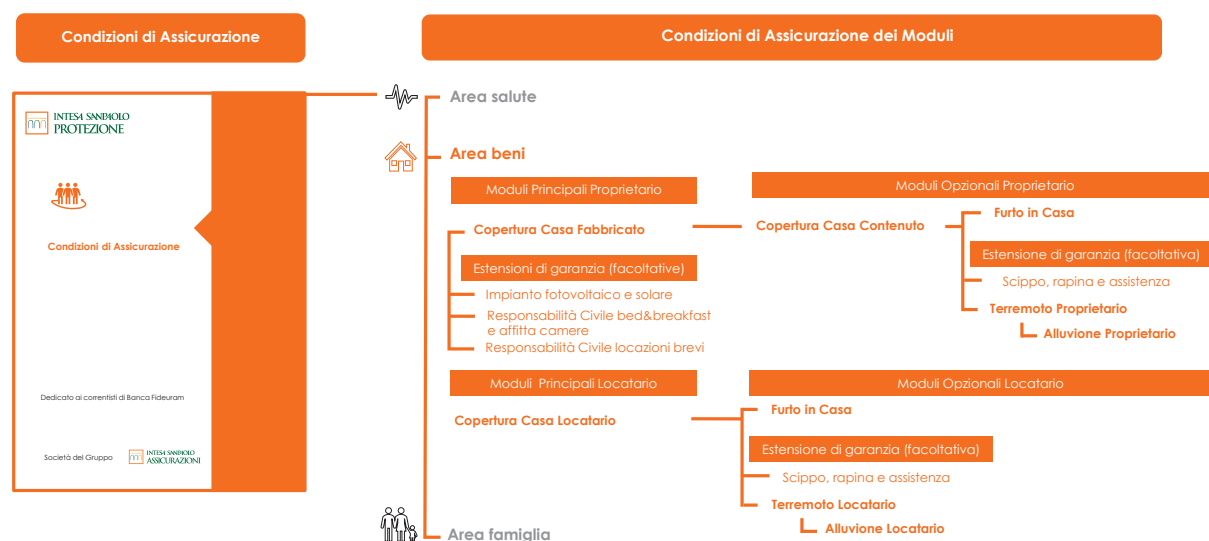 Condizioni di Assicurazione
Condizioni di Assicurazione dei Moduli
INTESA SANPAOLO
PROTEZIONE
Condizioni di Assicurazione
Dedicato ai correntisti di Banca Fideuram
Società del Gruppo
INTESA SANPAOLO
ASSICURAZIONI
Area salute
Area beni
Moduli Principali Proprietario
Moduli Opzionali Proprietario
Copertura Casa Fabbricato
Copertura Casa Contenuto
Furto in Casa
Estensioni di garanzia (facoltative)
Estensione di garanzia (facoltativa)
Impianto fotovoltaico e solare
Scippo, rapina e assistenza
Responsabilità Civile bed&breakfast
e affitta camere
Terremoto Proprietario
Responsabilità Civile locazioni brevi
Alluvione Proprietario
Moduli Principali Locatario
Moduli Opzionali Locatario
Copertura Casa Locatario
Furto in Casa
Estensione di garanzia (facoltativa)
Scippo, rapina e assistenza
Terremoto Locatario
Alluvione Locatario
Area famiglia